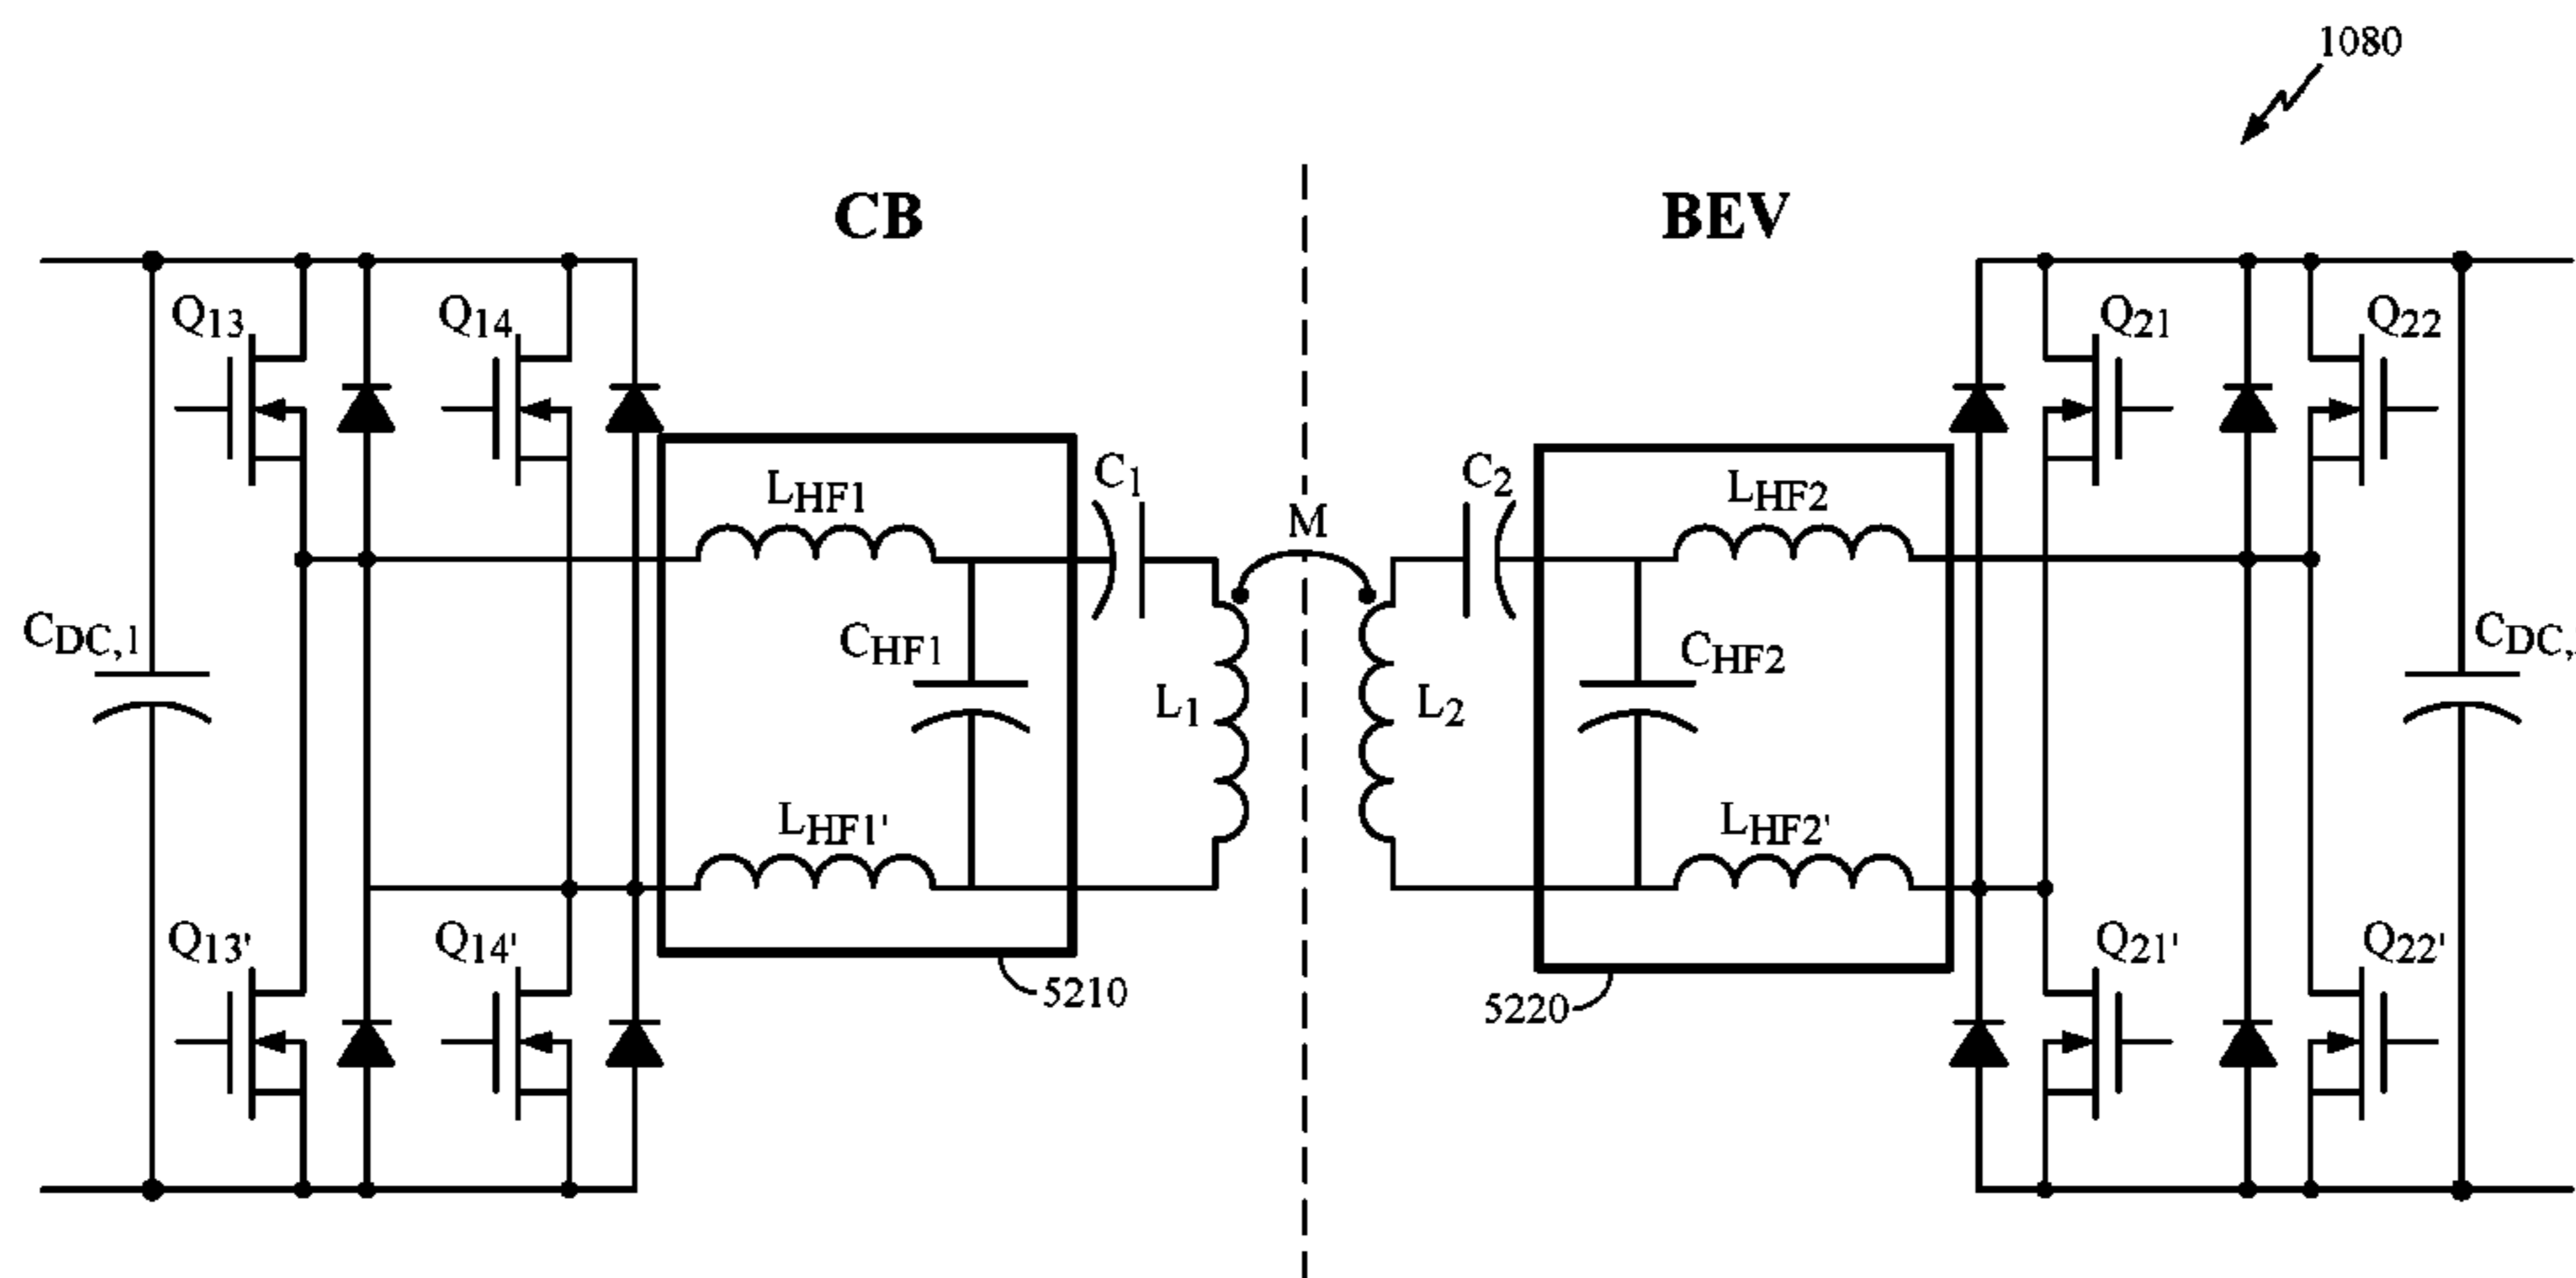 1080
CB
BEV
Q13
Q14
Q21
Q22
C1
C2
LHF1
M
LHF2
CDC,1
CHF1
L1
L2
CHF2
CDC,
LHF1'
LHF2'
Q13'
Q14'
Q21'
Q22'
5210
5220